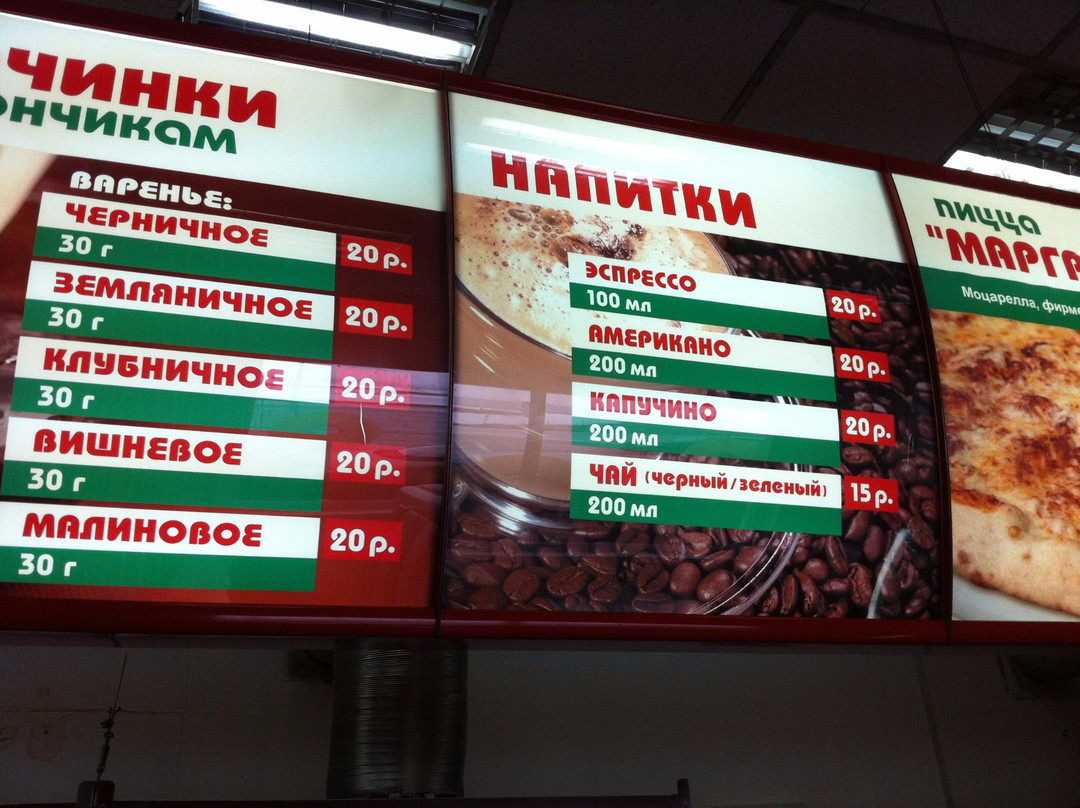 ЧИНКИ
ОНЧИКАМ
ВАРЕНЬЕ:
ЧЕРНИЧНОЕ
30 г
20 р.
ЗЕМЛЯНИЧНОЕ
30 г
20 р.
КЛУБНИЧНОЕ
30 г
20 р.
ВИШНЕВОЕ
30 г
20 р.
МАЛИНОВОЕ
30 г
20 р.
НАПИТКИ
ЭСПРЕССО
100 мл
20 р.
АМЕРИКАНО
200 мл
20 р.
КАПУЧИНО
200 мл
20 р.
ЧАЙ (черный/зеленый)
200 мл
15 р.
ПИЦЦА
"МАРГА
Моцарелла, фирм